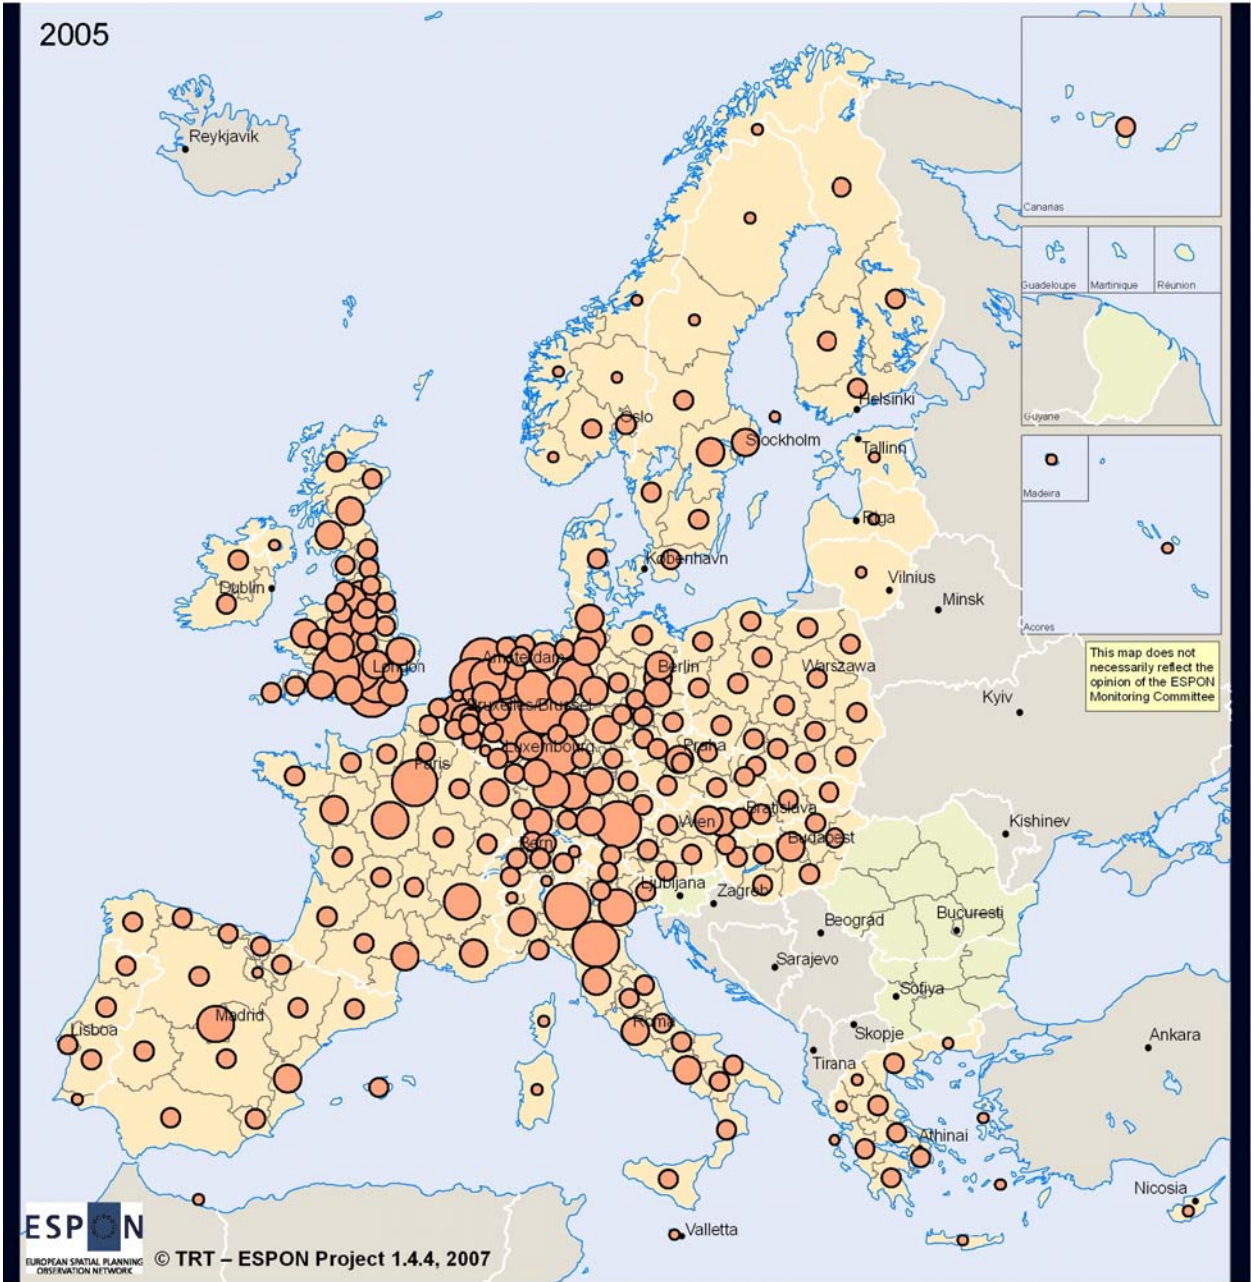 2005
Reykjavik
Canarias
Guadeloupe
Martinique
Réunion
Guyane
Oslo
Helsinki
Stockholm
Tallinn
Madeira
Riga
København
Dublin
Vilnius
Minsk
Acores
This map does not
necessarily reflect the
opinion of the ESPON
Monitoring Committee
Amsterdam
London
Berlin
Warszawa
Bruxelles/Brussel
Kyiv
Luxembourg
Praha
Paris
Wien
Bratislava
Kishinev
Bern
Budapest
Ljubljana
Zagreb
Beograd
Bucuresti
Sarajevo
Sofiya
Madrid
Lisboa
Roma
Skopje
Ankara
Tirana
Athinai
Nicosia
Valletta
ESPON
EUROPEAN SPATIAL PLANNING
OBSERVATION NETWORK
© TRT – ESPON Project 1.4.4, 2007